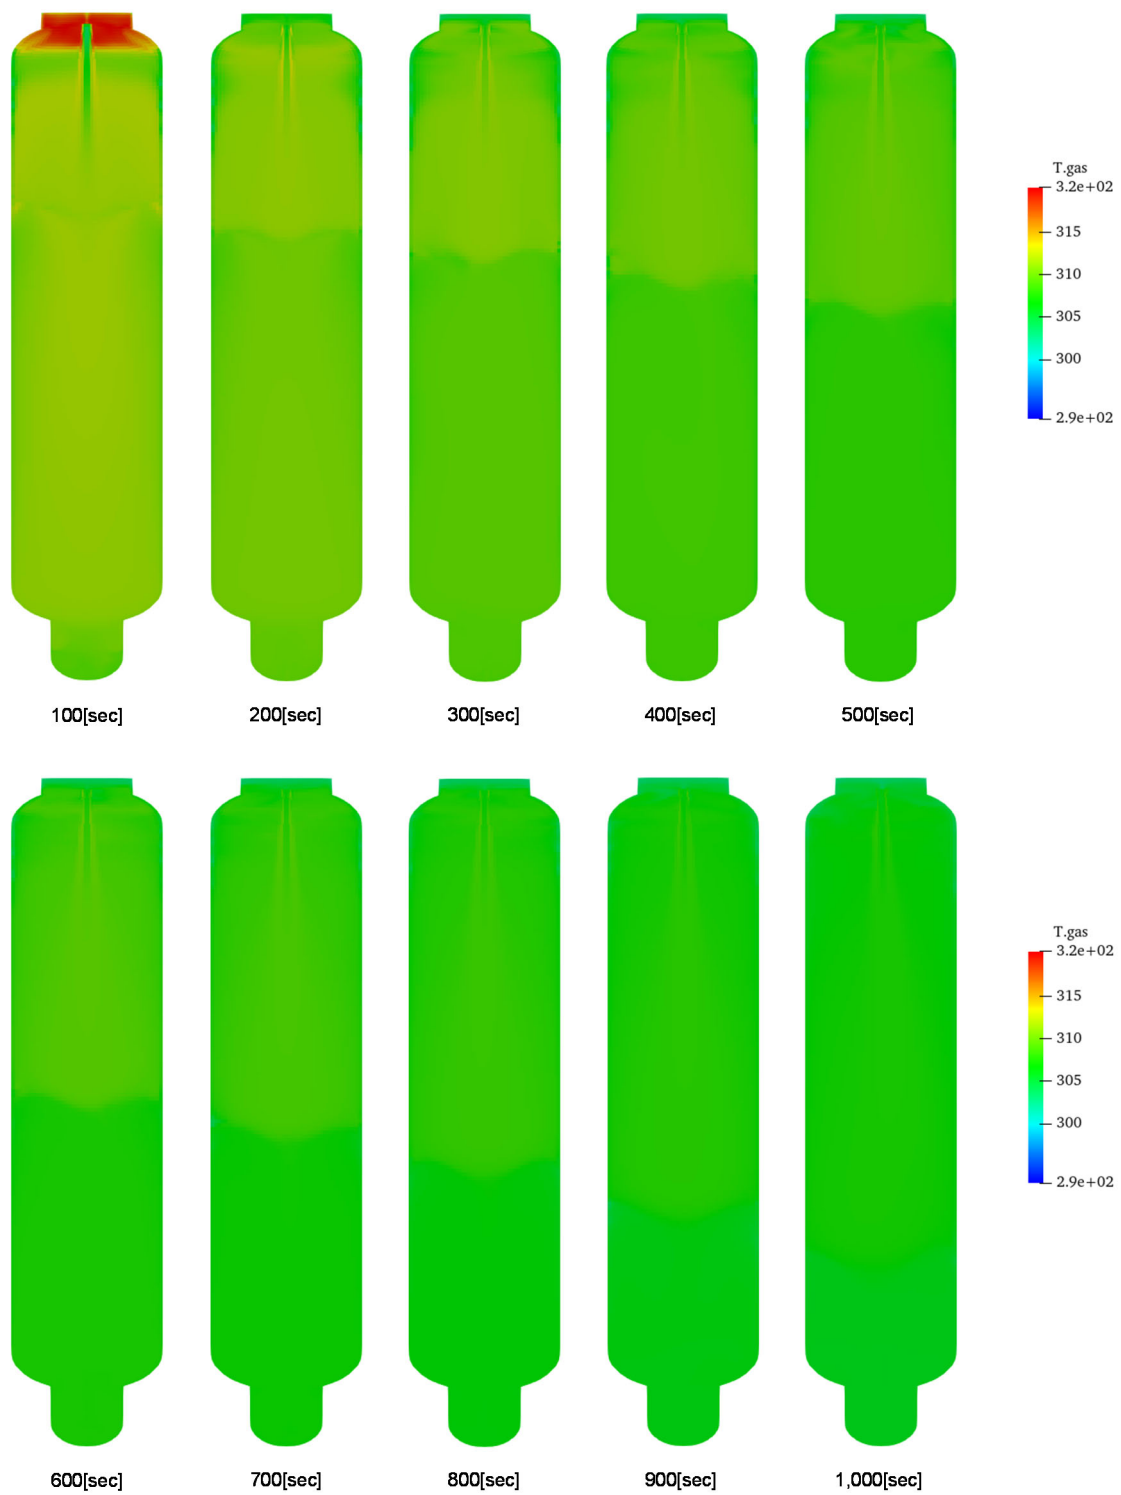 T.gas
3.2e+02
315
310
305
300
2.9e+02
100[sec] 200[sec] 300[sec] 400[sec] 500[sec]
T.gas
3.2e+02
315
310
305
300
2.9e+02
600[sec] 700[sec] 800[sec] 900[sec] 1,000[sec]